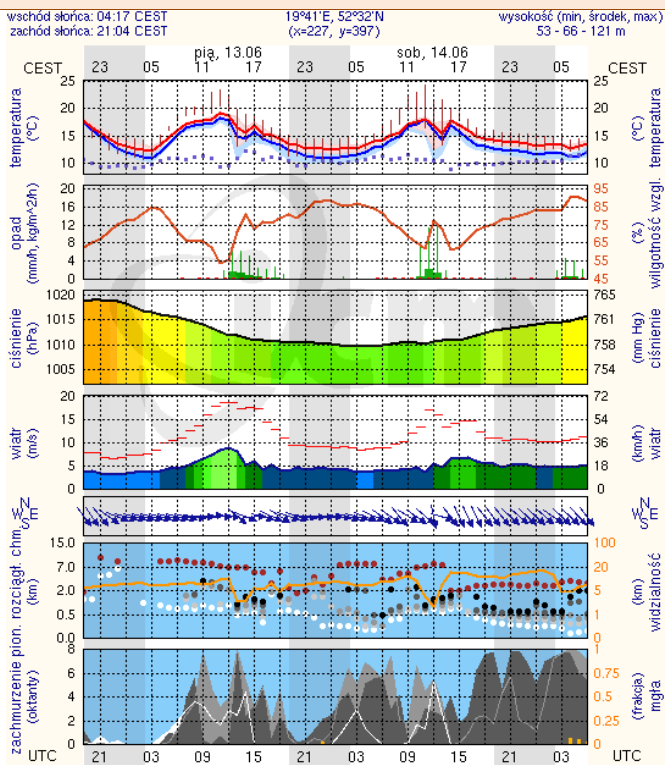 wschód słońca: 04:17 CEST 19°41'E, 52°32'N wysokość (min, środek, max)
zachód słońca: 21:04 CEST (x=227, y=397) 53 - 66 - 121 m
pią, 13.06 sob, 14.06
CEST 23 05 11 17 23 05 11 17 23 05 CEST
temperatura
(°C)
25
20
15
10
25
20
15
10
(°C)
temperatura
opad
(mm/h, kg/m^2/h)
20
16
12
8
4
0
95
85
75
65
55
45
(%)
wilgotność wzgl.
ciśnienie
(hPa)
1020
1015
1010
1005
765
761
758
754
(mm Hg)
ciśnienie
wiatr
(m/s)
20
15
10
5
0
72
54
36
18
0
(km/h)
wiatr
N
W E
S
N
W E
S
pion. rozciągł. chm.
(km)
15.0
7.0
2.0
0.5
0.0
100
20
5
1
0
(km)
widzialność
zachmurzenie
(oktanty)
8
6
4
2
0
1
0.75
0.5
0.25
0
(frakcja)
mgła
UTC 21 03 09 15 21 03 09 15 21 03 UTC